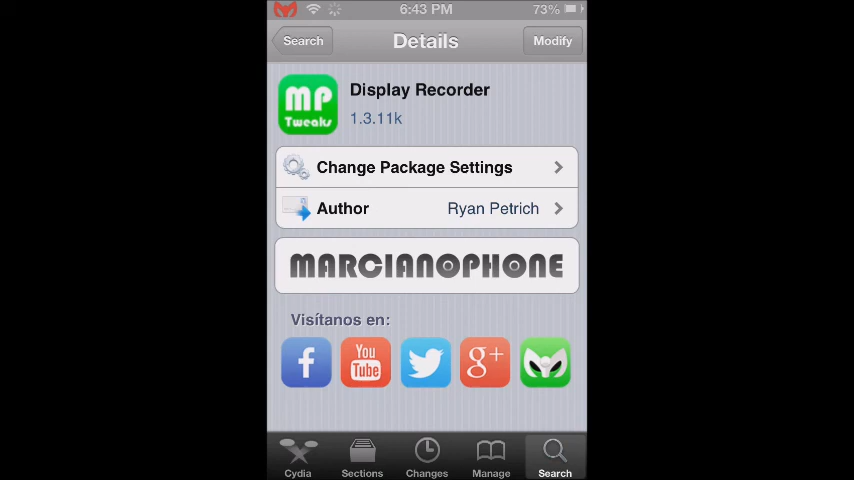 6:43 PM
73%
Search
Details
Modify
MP
Tweaks
Display Recorder
1.3.11k
Change Package Settings
Author
Ryan Petrich
MARCIANOPHONE
Visítanos en:
f
You
Tube
g+
Cydia
Sections
Changes
Manage
Search